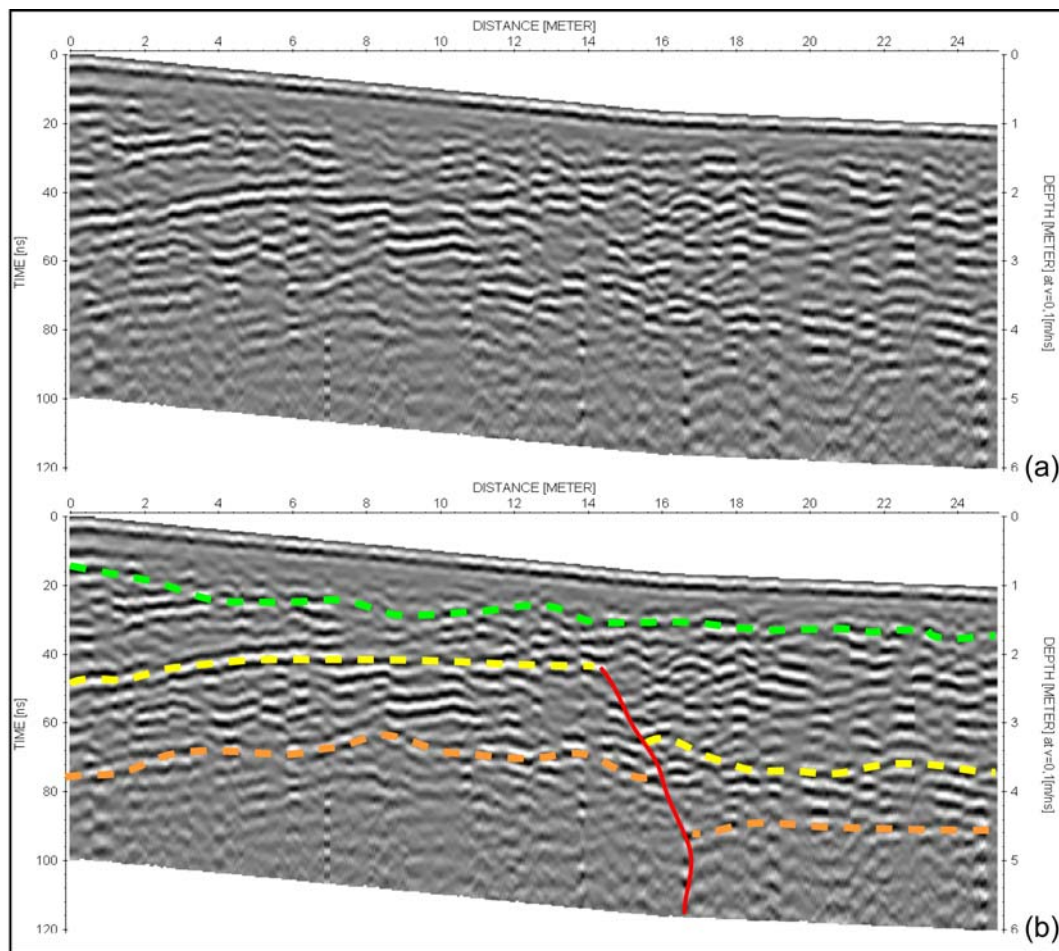 DISTANCE [METER]
0 2 4 6 8 10 12 14 16 18 20 22 24
0 20 40 60 80 100 120
TIME [ns]
0 1 2 3 4 5 6
DEPTH [METER] at v=0,1[m/ns]
(a)
DISTANCE [METER]
0 2 4 6 8 10 12 14 16 18 20 22 24
0 20 40 60 80 100 120
TIME [ns]
0 1 2 3 4 5 6
DEPTH [METER] at v=0,1[m/ns]
(b)